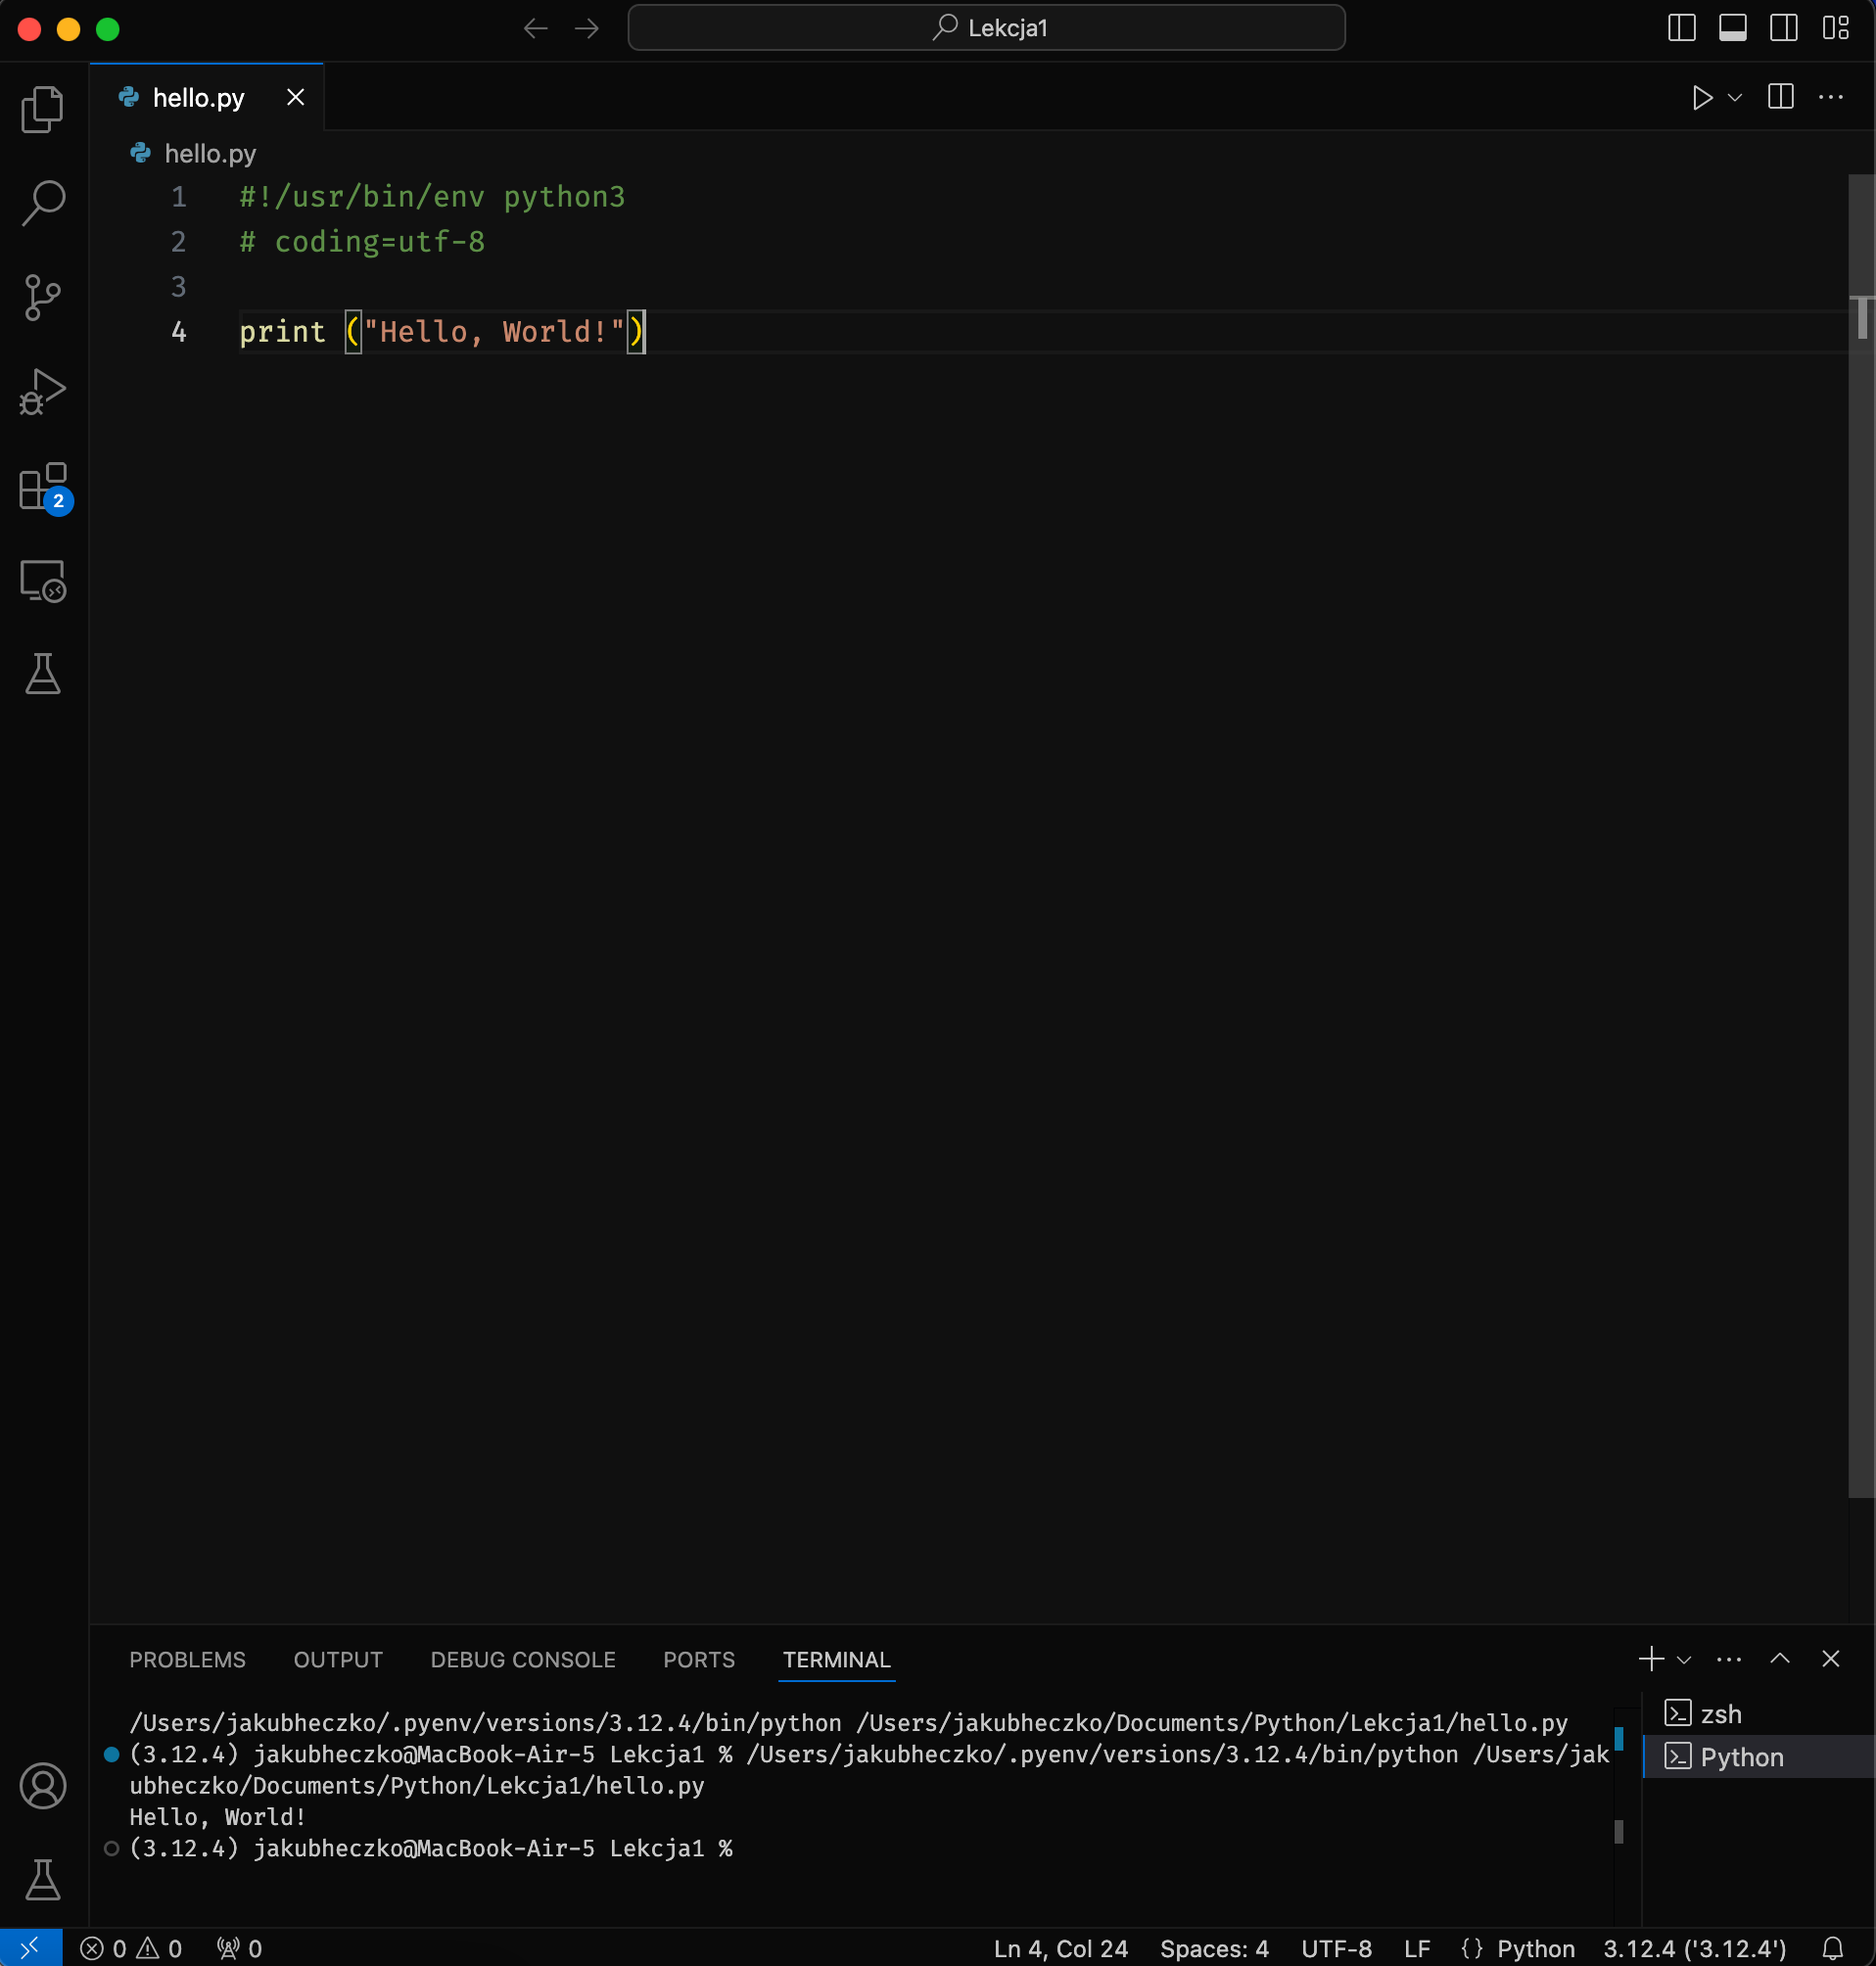 Lekcja1
hello.py
hello.py
1 #!/usr/bin/env python3
2 # coding=utf-8
3
4 print ("Hello, World!")
2
PROBLEMS OUTPUT DEBUG CONSOLE PORTS TERMINAL
/Users/jakubheczko/.pyenv/versions/3.12.4/bin/python /Users/jakubheczko/Documents/Python/Lekcja1/hello.py
(3.12.4) jakubheczko@MacBook-Air-5 Lekcja1 % /Users/jakubheczko/.pyenv/versions/3.12.4/bin/python /Users/jak
ubheczko/Documents/Python/Lekcja1/hello.py
Hello, World!
(3.12.4) jakubheczko@MacBook-Air-5 Lekcja1 %
zsh
Python
0 0 0 Ln 4, Col 24 Spaces: 4 UTF-8 LF {} Python 3.12.4 ('3.12.4')